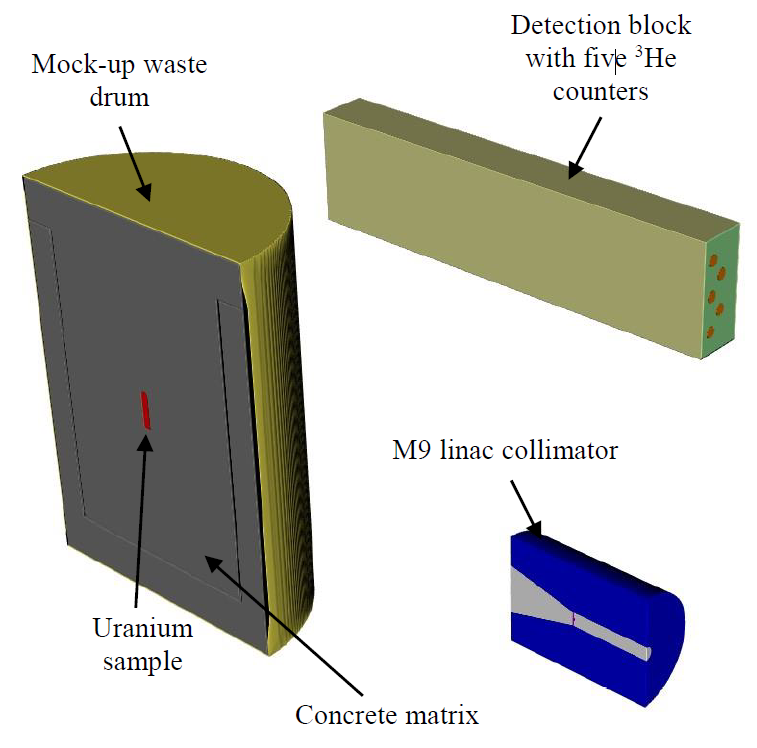 Detection block
with five ³He
counters
Mock-up waste
drum
M9 linac collimator
Uranium
sample
Concrete matrix